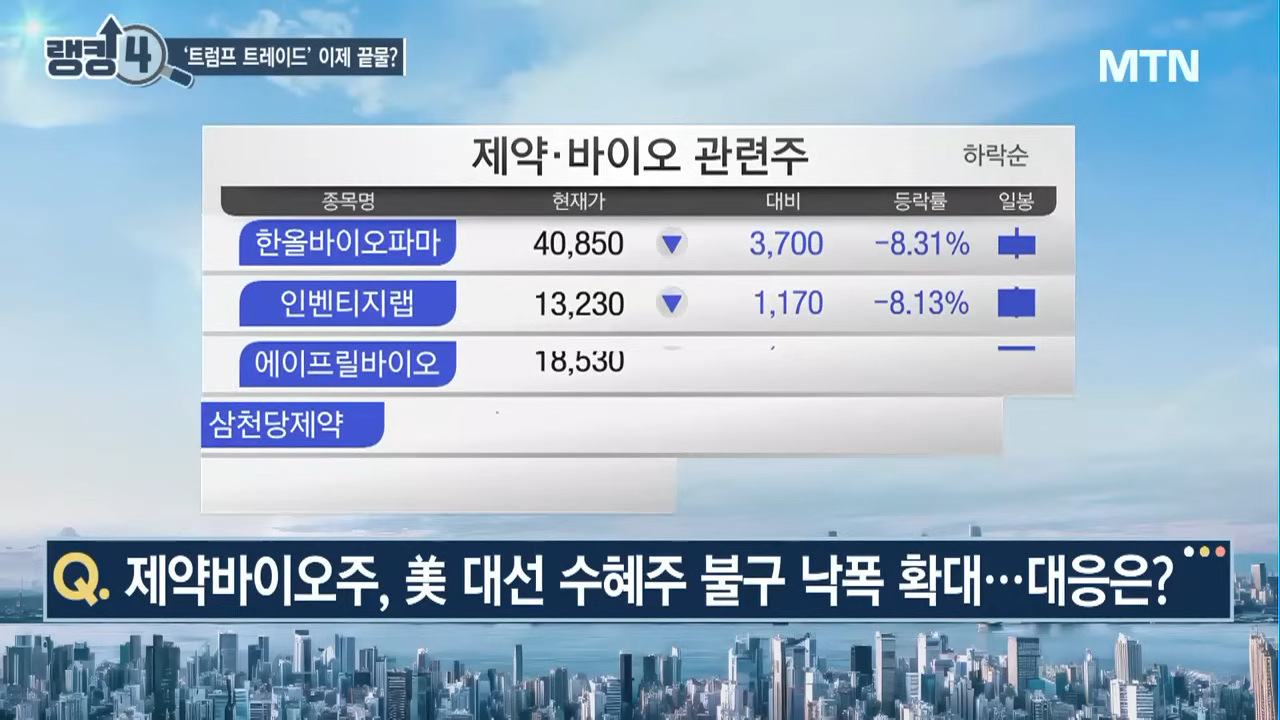 랭킹4 '트럼프 트레이드' 이제 끝물?
MTN
제약·바이오 관련주 하락순
종목명 현재가 대비 등락률 일봉
한올바이오파마 40,850 ▼ 3,700 -8.31%
인벤티지랩 13,230 ▼ 1,170 -8.13%
에이프릴바이오 18,530
삼천당제약
Q. 제약바이오주, 美 대선 수혜주 불구 낙폭 확대…대응은?